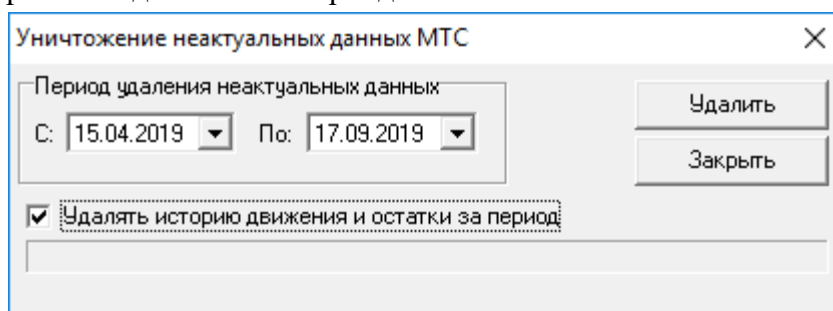 Уничтожение неактуальных данных МТС
Период удаления неактуальных данных
С: 15.04.2019 По: 17.09.2019
Удалить
Закрыть
Удалять историю движения и остатки за период